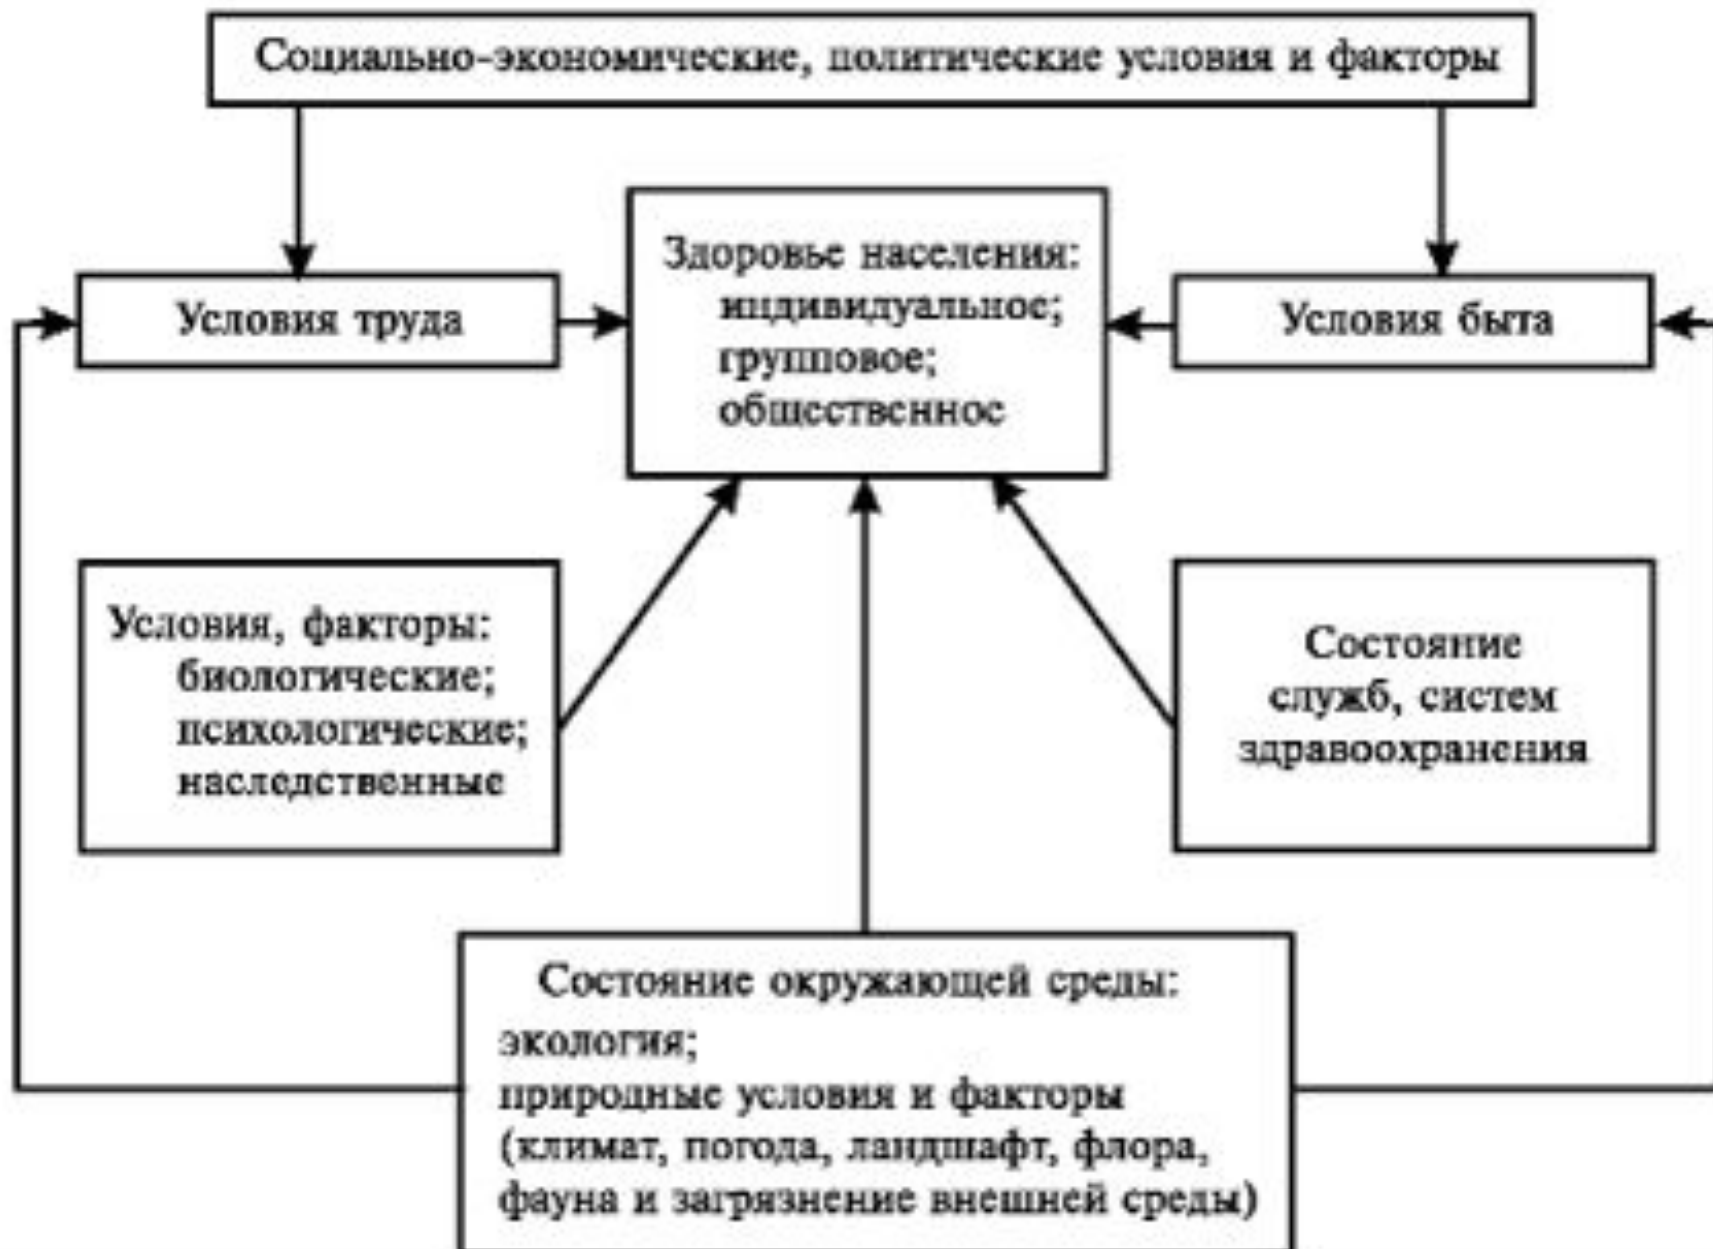 Социально-экономические, политические условия и факторы
Здоровье населения:
индивидуальное;
групповое;
общественное
Условия труда
Условия быта
Условия, факторы:
биологические;
психологические;
наследственные
Состояние
служб, систем
здравоохранения
Состояние окружающей среды:
экология;
природные условия и факторы
(климат, погода, ландшафт, флора,
фауна и загрязнение внешней среды)